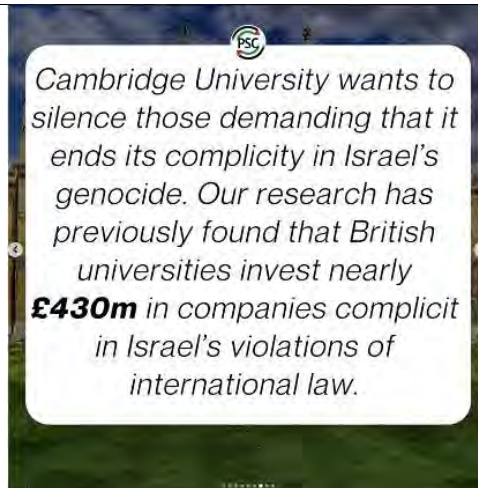 PSC
Cambridge University wants to
silence those demanding that it
ends its complicity in Israel's
genocide. Our research has
previously found that British
universities invest nearly
£430m in companies complicit
in Israel's violations of
international law.